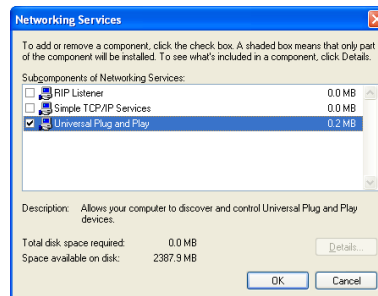 Networking Services
To add or remove a component, click the check box. A shaded box means that only part
of the component will be installed. To see what's included in a component, click Details.
Subcomponents of Networking Services:
RIP Listener 0.0 MB
Simple TCP/IP Services 0.0 MB
Universal Plug and Play 0.2 MB
Description: Allows your computer to discover and control Universal Plug and Play
devices.
Total disk space required: 0.0 MB
Details...
Space available on disk: 2387.9 MB
OK Cancel